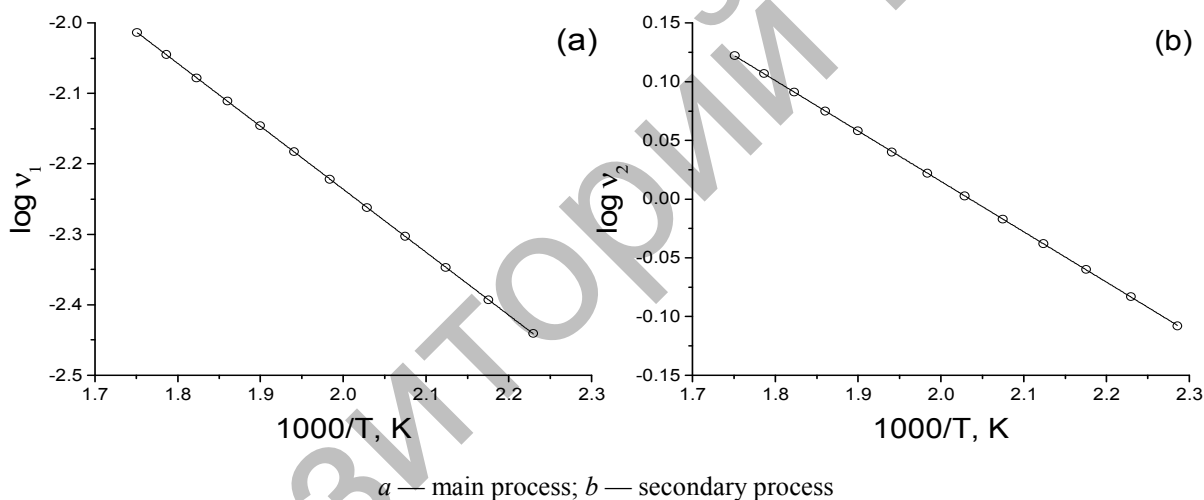 (a)
-2.0
-2.1
-2.2
-2.3
-2.4
-2.5
log ν₁
1.7 1.8 1.9 2.0 2.1 2.2 2.3
1000/T, K
(b)
0.15
0.10
0.05
0.00
-0.05
-0.10
-0.15
log ν₂
1.7 1.8 1.9 2.0 2.1 2.2 2.3
1000/T, K
a — main process; b — secondary process
зиторий